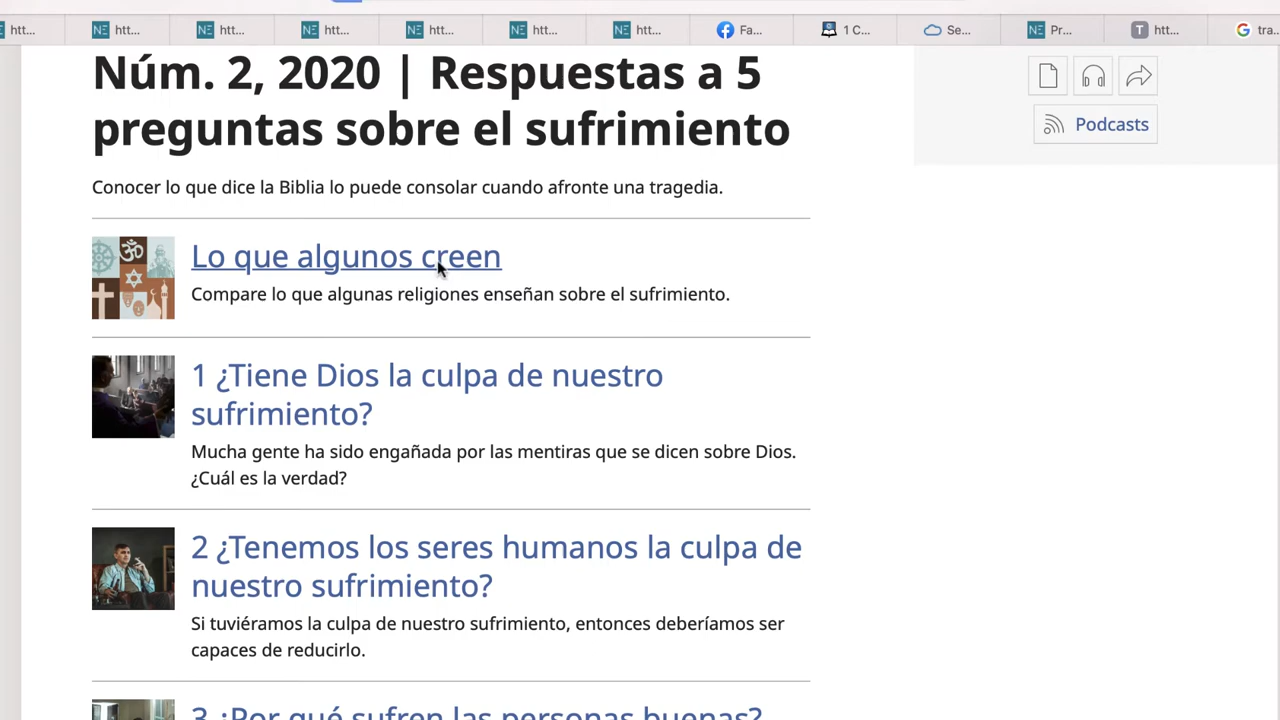 htt...
htt...
htt...
htt...
htt...
htt...
htt...
Fa...
1 C...
Se...
Pr...
T htt...
tra...
Núm. 2, 2020 | Respuestas a 5
preguntas sobre el sufrimiento
Podcasts
Conocer lo que dice la Biblia lo puede consolar cuando afronte una tragedia.
Lo que algunos creen
Compare lo que algunas religiones enseñan sobre el sufrimiento.
1 ¿Tiene Dios la culpa de nuestro
sufrimiento?
Mucha gente ha sido engañada por las mentiras que se dicen sobre Dios.
¿Cuál es la verdad?
2 ¿Tenemos los seres humanos la culpa de
nuestro sufrimiento?
Si tuviéramos la culpa de nuestro sufrimiento, entonces deberíamos ser
capaces de reducirlo.
3 ¿Por qué sufren las personas buenas?